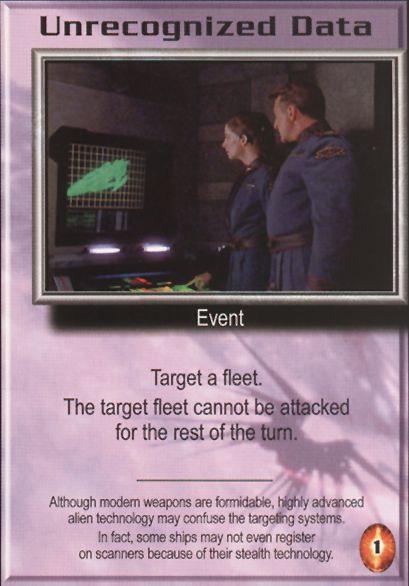 Unrecognized Data
Event
Target a fleet.
The target fleet cannot be attacked
for the rest of the turn.
Although modern weapons are formidable, highly advanced
alien technology may confuse the targeting systems.
In fact, some ships may not even register
on scanners because of their stealth technology.
1